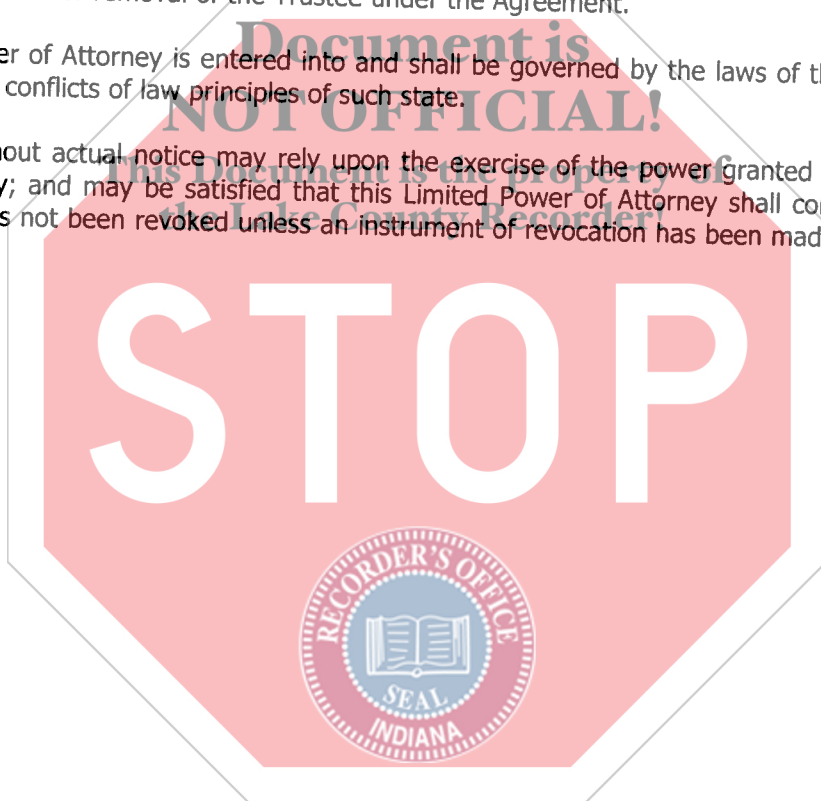 removal of the Trustee under the Agreement.
Document is
er of Attorney is entered into and shall be governed by the laws of th
conflicts of law principles of such state.
NOT OFFICIAL!
out actual notice may rely upon the exercise of the power granted
This Document is the property of
y; and may be satisfied that this Limited Power of Attorney shall co
the Lake County Recorder!
s not been revoked unless an instrument of revocation has been mad
STOP
RECORDER'S OFFICE
SEAL
INDIANA